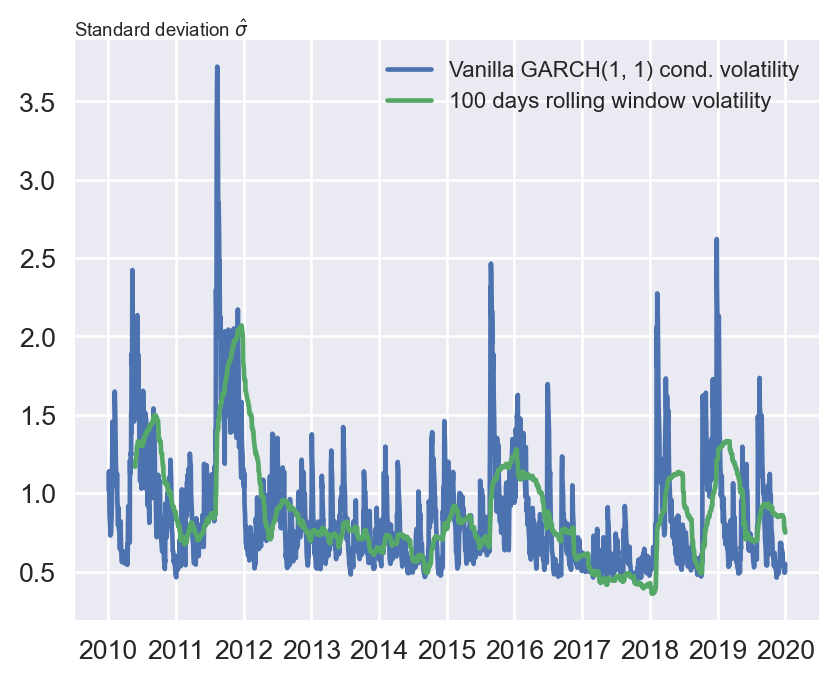 Standard deviation σ̂
Vanilla GARCH(1, 1) cond. volatility
100 days rolling window volatility
3.5
3.0
2.5
2.0
1.5
1.0
0.5
2010 2011 2012 2013 2014 2015 2016 2017 2018 2019 2020